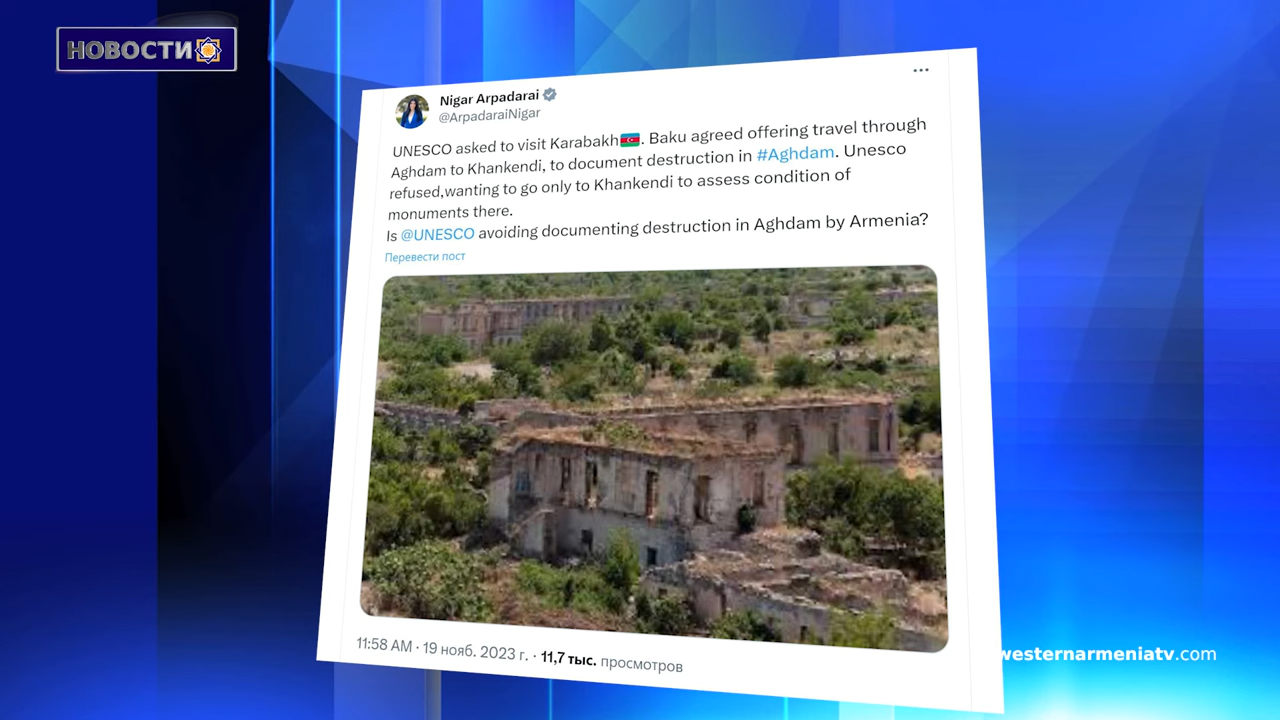 НОВОСТИ
Nigar Arpadarai
@ArpadaraiNigar
UNESCO asked to visit Karabakh🇦🇿. Baku agreed offering travel through
Aghdam to Khankendi, to document destruction in #Aghdam. Unesco
refused,wanting to go only to Khankendi to assess condition of
monuments there.
Is @UNESCO avoiding documenting destruction in Aghdam by Armenia?
Перевести пост
11:58 AM · 19 нояб. 2023 г. · 11,7 тыс. просмотров
westernarmeniatv.com